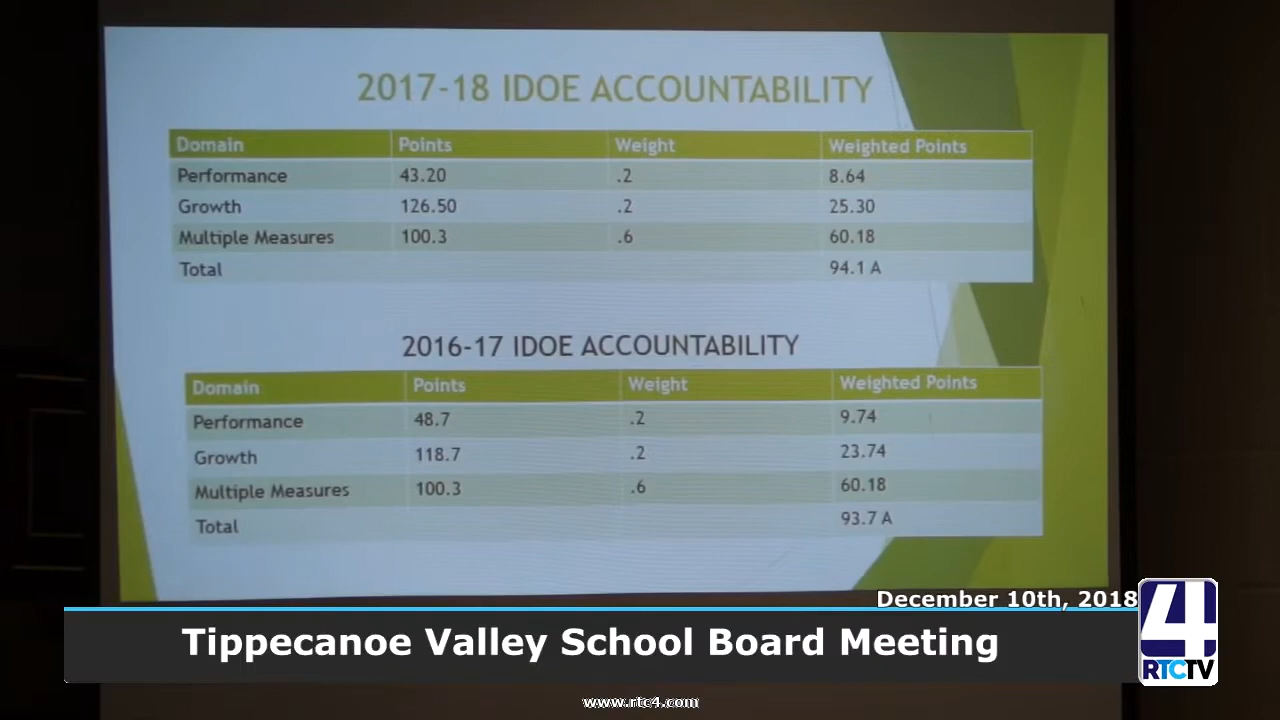 2017-18 IDOE ACCOUNTABILITY
Domain Points Weight Weighted Points
Performance 43.20 .2 8.64
Growth 126.50 .2 25.30
Multiple Measures 100.3 .6 60.18
Total 94.1 A
2016-17 IDOE ACCOUNTABILITY
Domain Points Weight Weighted Points
Performance 48.7 .2 9.74
Growth 118.7 .2 23.74
Multiple Measures 100.3 .6 60.18
Total 93.7 A
December 10th, 2018
Tippecanoe Valley School Board Meeting
4
RTCTV
www.rtc4.com